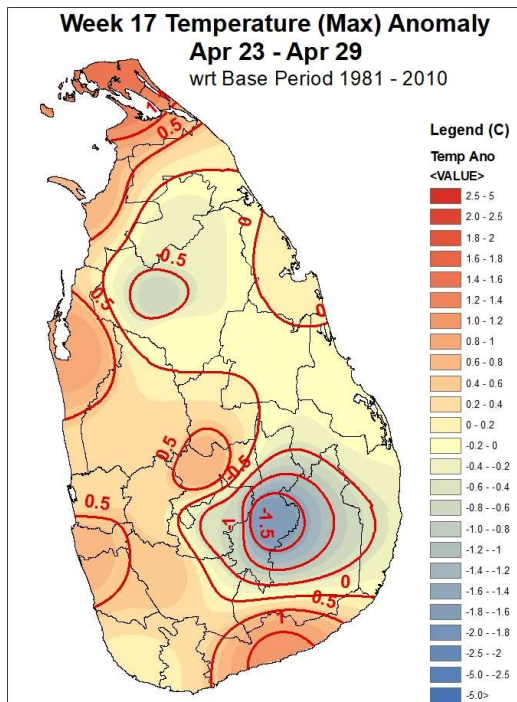 Week 17 Temperature (Max) Anomaly
Apr 23 - Apr 29
wrt Base Period 1981 - 2010
Legend (C)
Temp Ano
<VALUE>
2.5 - 5
2.0 - 2.5
1.8 - 2
1.6 - 1.8
1.4 - 1.6
1.2 - 1.4
1.0 - 1.2
0.8 - 1
0.6 - 0.8
0.4 - 0.6
0.2 - 0.4
0 - 0.2
-0.2 - 0
-0.4 - -0.2
-0.6 - -0.4
-0.8 - -0.6
-1.0 - -0.8
-1.2 - -1
-1.4 - -1.2
-1.6 - -1.4
-1.8 - -1.6
-2.0 - -1.8
-2.5 - -2
-5.0 - -2.5
-5.0>
0.5
0
-0.5
0.5
0
0.5
-0.5
0.5
-1
-1.5
0
0.5
1